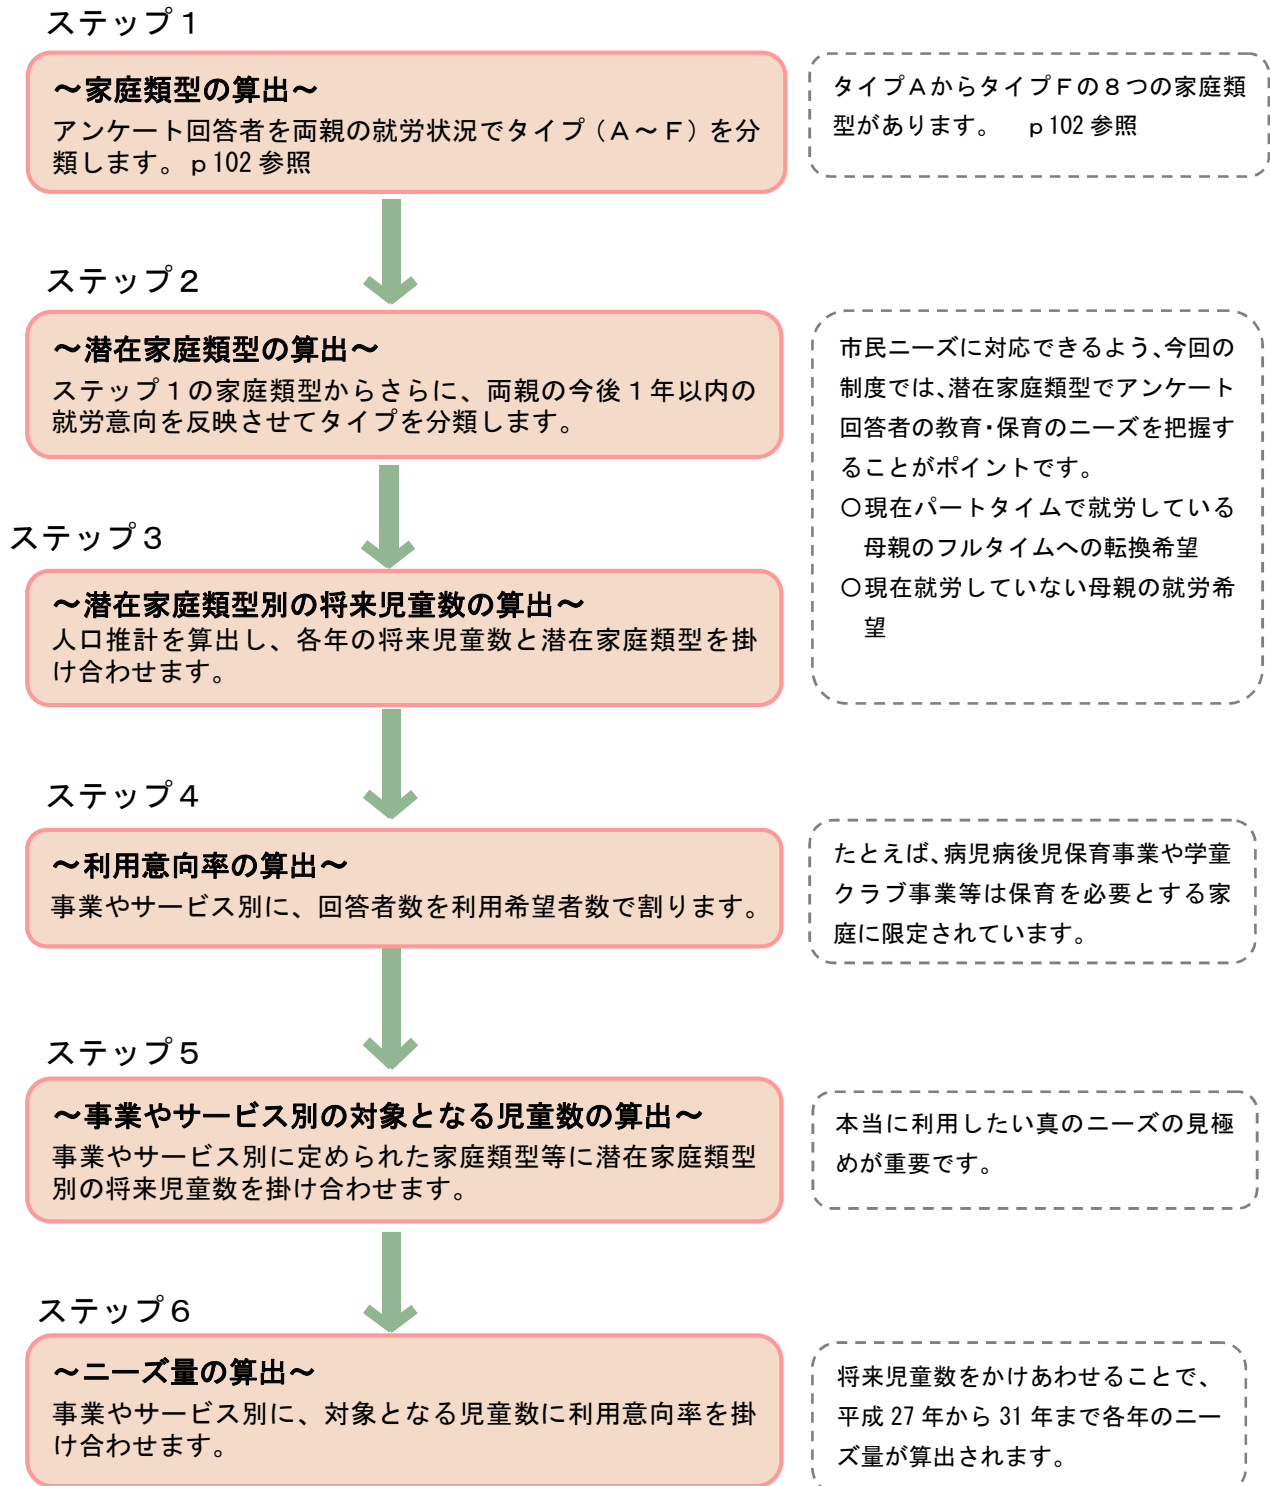 ステップ1
～家庭類型の算出～
アンケート回答者を両親の就労状況でタイプ（A～F）を分
類します。p102参照
タイプAからタイプFの8つの家庭類
型があります。　p102参照
ステップ2
～潜在家庭類型の算出～
ステップ1の家庭類型からさらに、両親の今後1年以内の
就労意向を反映させてタイプを分類します。
市民ニーズに対応できるよう、今回の
制度では、潜在家庭類型でアンケート
回答者の教育・保育のニーズを把握す
ることがポイントです。
○現在パートタイムで就労している
母親のフルタイムへの転換希望
○現在就労していない母親の就労希
望
ステップ3
～潜在家庭類型別の将来児童数の算出～
人口推計を算出し、各年の将来児童数と潜在家庭類型を掛
け合わせます。
ステップ4
～利用意向率の算出～
事業やサービス別に、回答者数を利用希望者数で割ります。
たとえば、病児病後児保育事業や学童
クラブ事業等は保育を必要とする家
庭に限定されています。
ステップ5
～事業やサービス別の対象となる児童数の算出～
事業やサービス別に定められた家庭類型等に潜在家庭類型
別の将来児童数を掛け合わせます。
本当に利用したい真のニーズの見極
めが重要です。
ステップ6
～ニーズ量の算出～
事業やサービス別に、対象となる児童数に利用意向率を掛
け合わせます。
将来児童数をかけあわせることで、
平成27年から31年まで各年のニー
ズ量が算出されます。